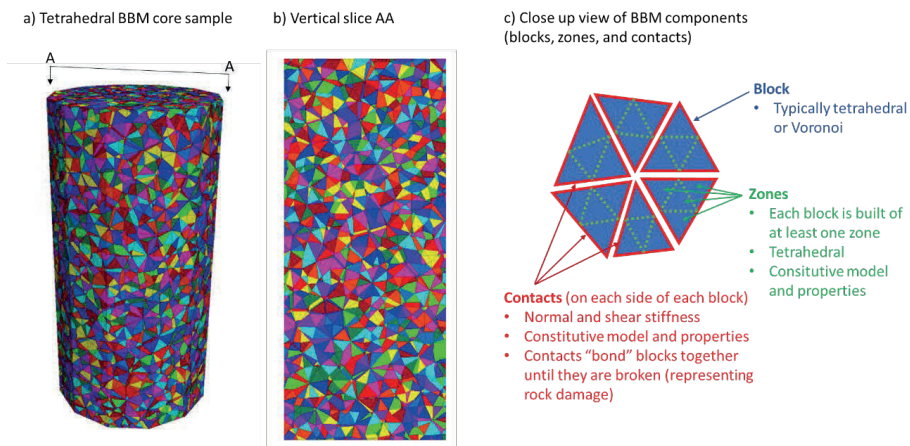 a) Tetrahedral BBM core sample
A
A
b) Vertical slice AA
c) Close up view of BBM components
(blocks, zones, and contacts)
Block
• Typically tetrahedral
or Voronoi
Zones
• Each block is built of
at least one zone
• Tetrahedral
• Consitutive model
and properties
Contacts (on each side of each block)
• Normal and shear stiffness
• Constitutive model and properties
• Contacts "bond" blocks together
until they are broken (representing
rock damage)